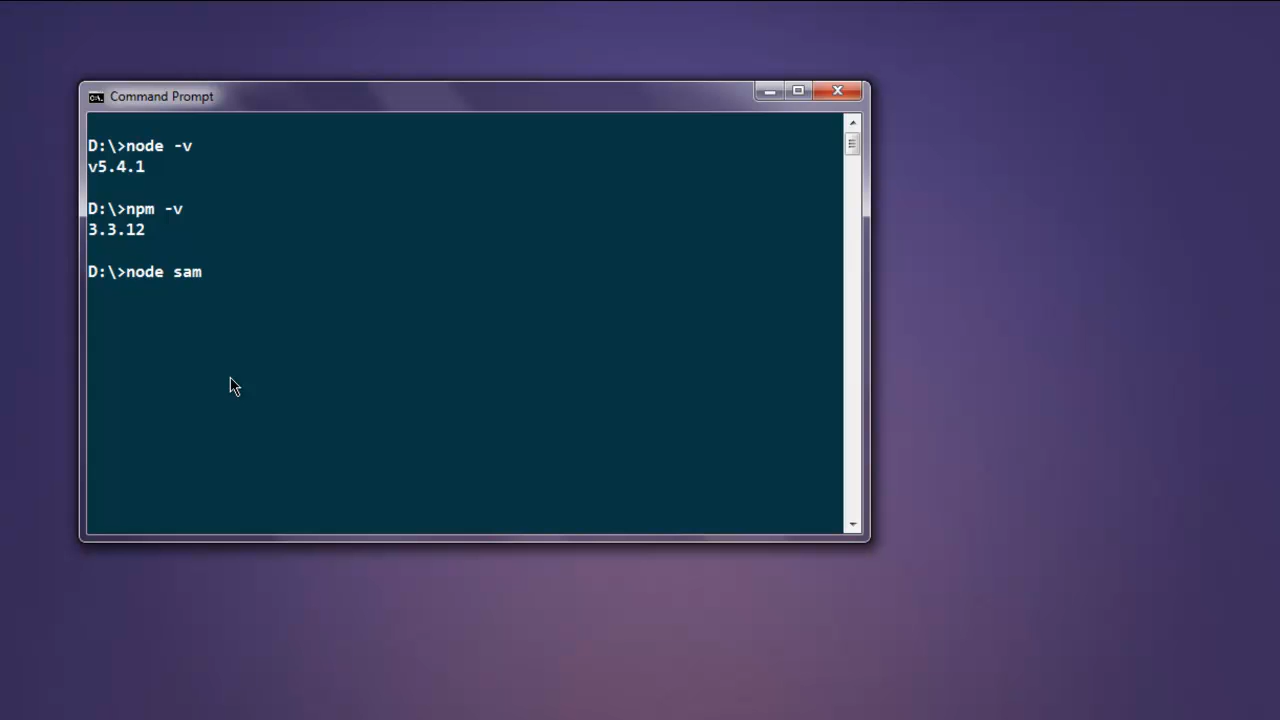 Command Prompt
D:\>node -v
v5.4.1
D:\>npm -v
3.3.12
D:\>node sam